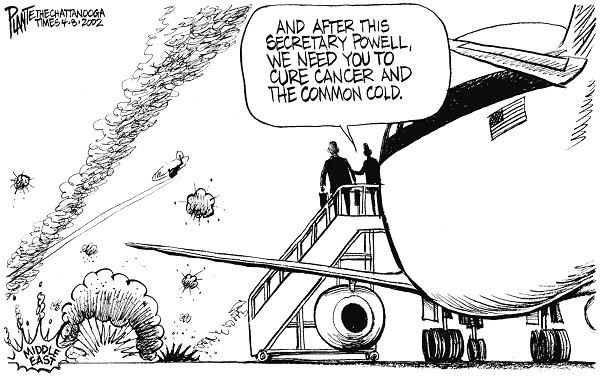 PLANTE, THE CHATTANOOGA
TIMES 4·8·2002
AND AFTER THIS
SECRETARY POWELL,
WE NEED YOU TO
CURE CANCER AND
THE COMMON COLD.
MIDDLE
EAST